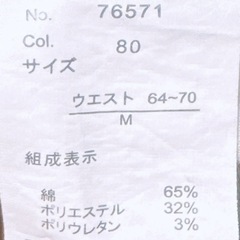 No. 76571
Col. 80
サイズ
ウエスト 64~70
M
組成表示
綿 65%
ポリエステル 32%
ポリウレタン 3%